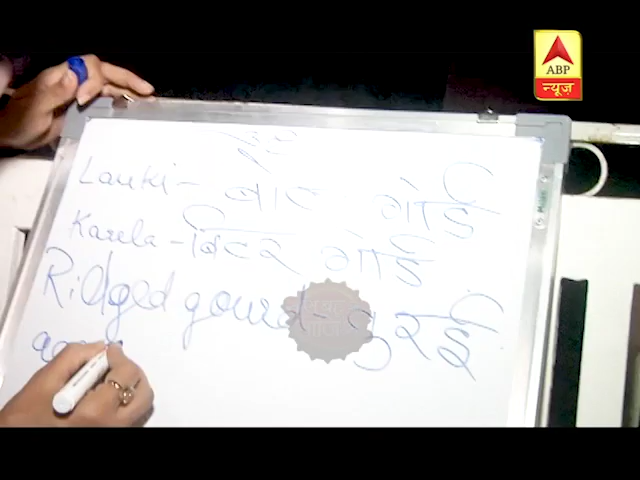 ABP
न्यूज़
Lauki - बोटल गोर्ड
Karela - बिटर गोर्ड
Ridged gourd - तुरई